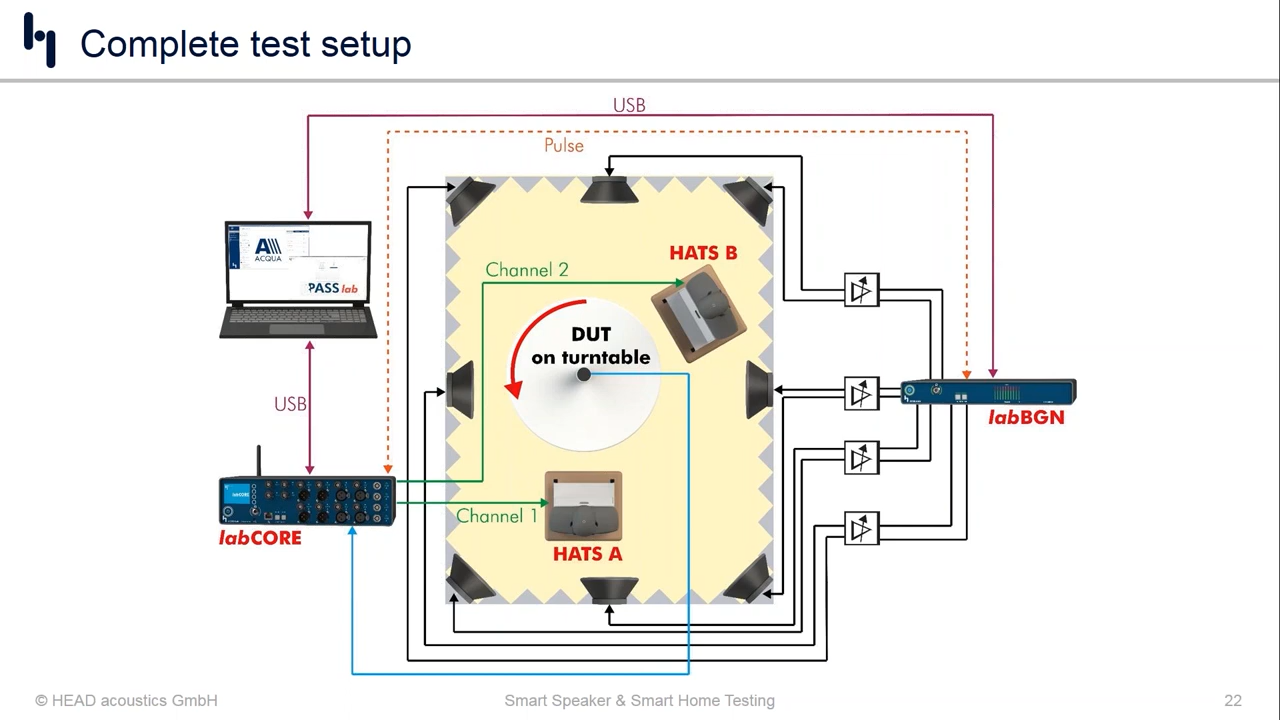 Complete test setup
USB
Pulse
HATS B
Channel 2
ACQUA
PASS lab
DUT
on turntable
USB
labBGN
labCORE
Channel 1
labCORE
HATS A
© HEAD acoustics GmbH
Smart Speaker & Smart Home Testing
22